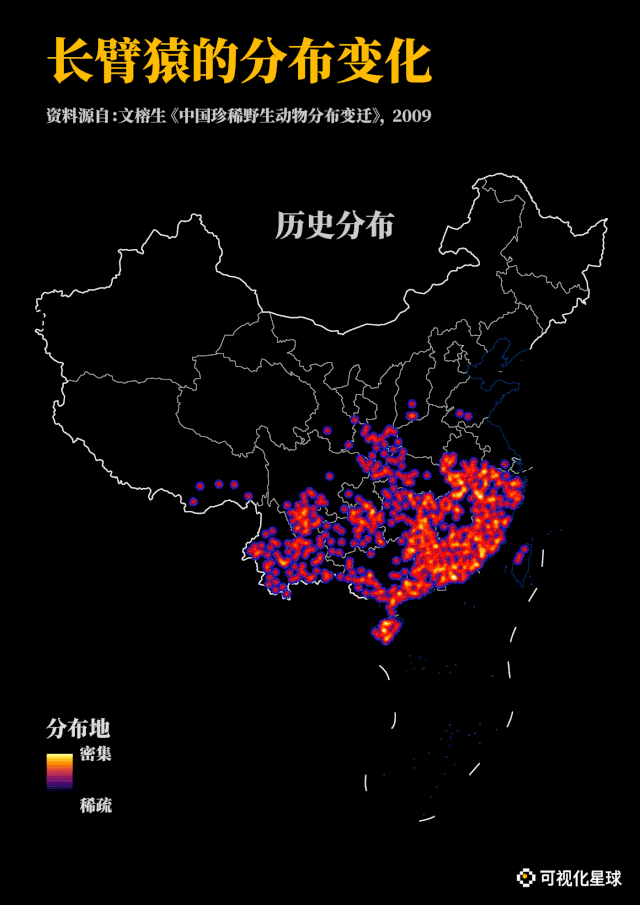 长臂猿的分布变化
资料源自:文榕生《中国珍稀野生动物分布变迁》, 2009
历史分布
分布地
密集
稀疏
可视化星球